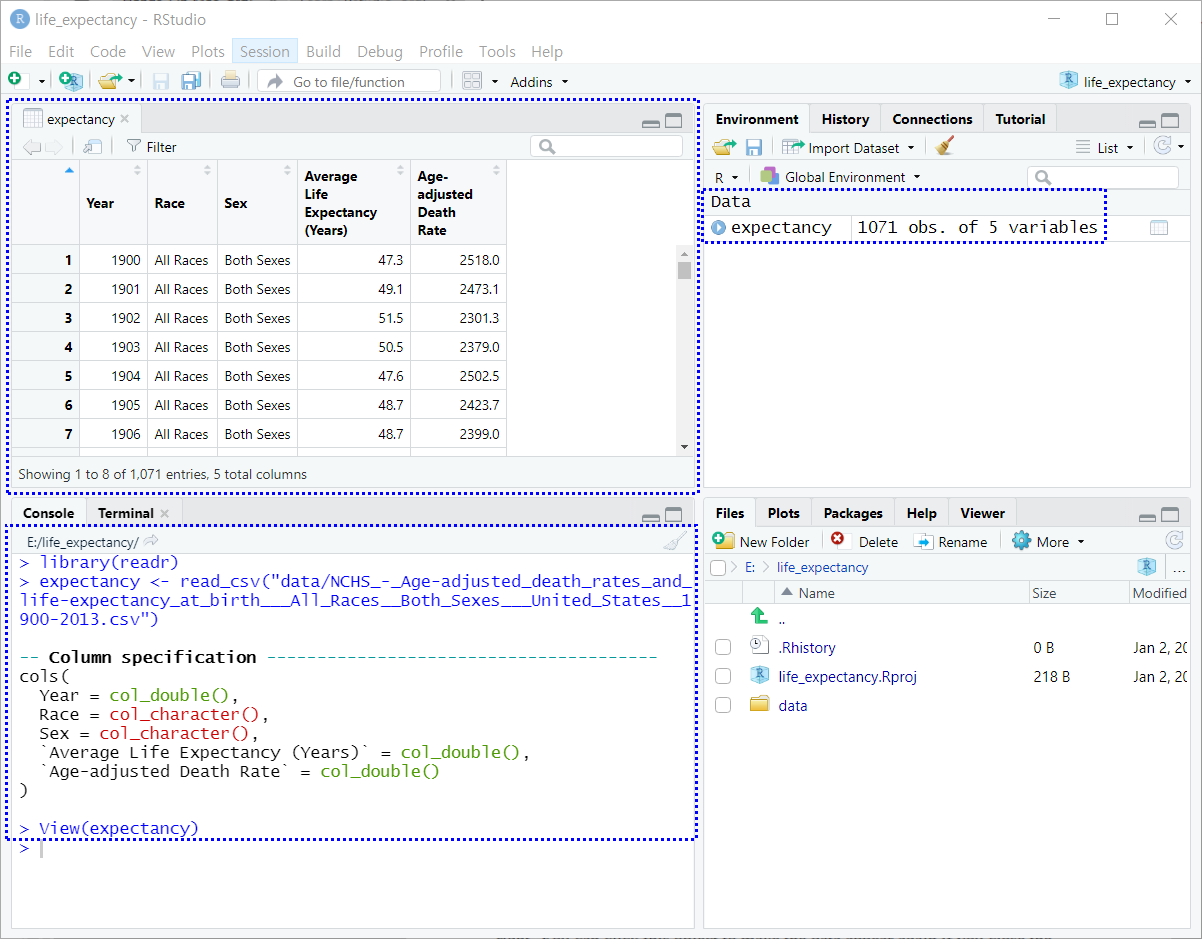 life_expectancy - RStudio
File Edit Code View Plots Session Build Debug Profile Tools Help
Go to file/function Addins life_expectancy
expectancy
Filter
Year Race Sex Average Life Expectancy (Years) Age-adjusted Death Rate
1 1900 All Races Both Sexes 47.3 2518.0
2 1901 All Races Both Sexes 49.1 2473.1
3 1902 All Races Both Sexes 51.5 2301.3
4 1903 All Races Both Sexes 50.5 2379.0
5 1904 All Races Both Sexes 47.6 2502.5
6 1905 All Races Both Sexes 48.7 2423.7
7 1906 All Races Both Sexes 48.7 2399.0
Showing 1 to 8 of 1,071 entries, 5 total columns
Environment History Connections Tutorial
Import Dataset List
R Global Environment
Data
expectancy 1071 obs. of 5 variables
Console Terminal
E:/life_expectancy/
> library(readr)
> expectancy <- read_csv("data/NCHS_-_Age-adjusted_death_rates_and_
life-expectancy_at_birth___All_Races__Both_Sexes___United_States__1
900-2013.csv")
-- Column specification ---------------------------------------
cols(
  Year = col_double(),
  Race = col_character(),
  Sex = col_character(),
  `Average Life Expectancy (Years)` = col_double(),
  `Age-adjusted Death Rate` = col_double()
)
> View(expectancy)
>
Files Plots Packages Help Viewer
New Folder Delete Rename More
E: life_expectancy ...
Name Size Modified
..
.Rhistory 0 B Jan 2, 20
life_expectancy.Rproj 218 B Jan 2, 20
data